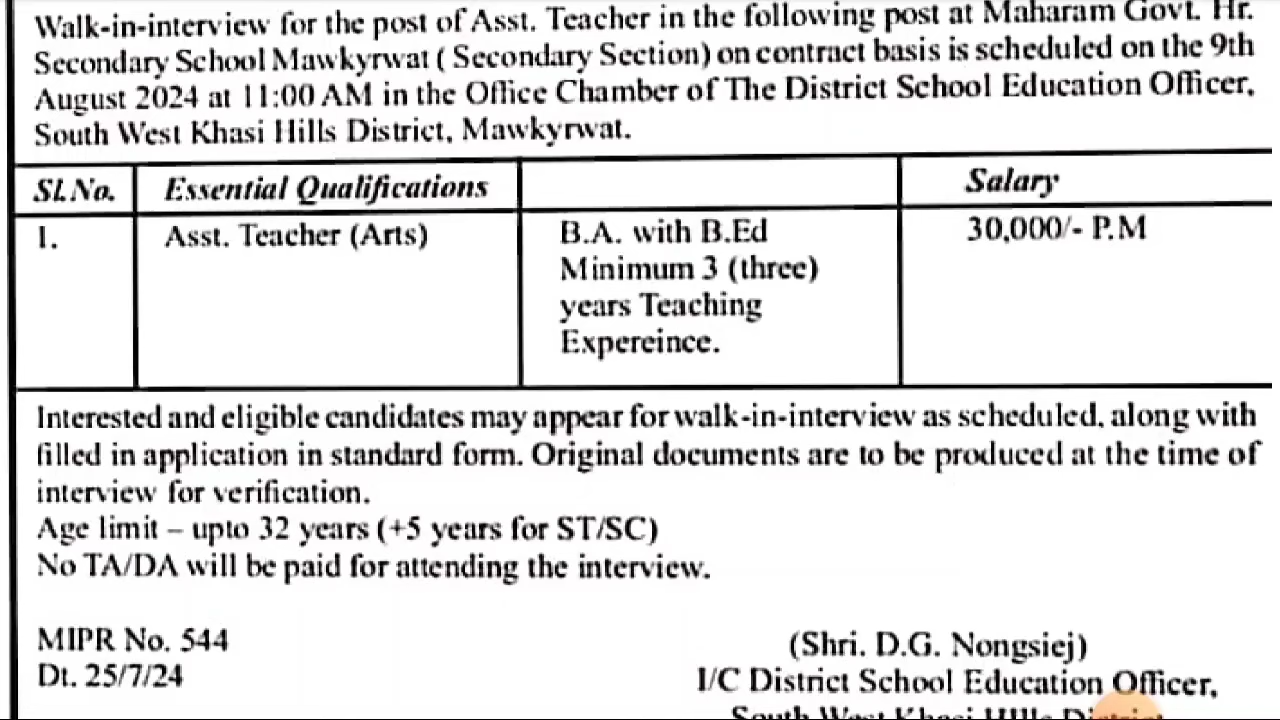 Walk-in-interview for the post of Asst. Teacher in the following post at Maharam Govt. Hr.
Secondary School Mawkyrwat ( Secondary Section) on contract basis is scheduled on the 9th
August 2024 at 11:00 AM in the Office Chamber of The District School Education Officer,
South West Khasi Hills District, Mawkyrwat.
Sl.No. Essential Qualifications Salary
1. Asst. Teacher (Arts) B.A. with B.Ed 30,000/- P.M
Minimum 3 (three)
years Teaching
Expereince.
Interested and eligible candidates may appear for walk-in-interview as scheduled, along with
filled in application in standard form. Original documents are to be produced at the time of
interview for verification.
Age limit – upto 32 years (+5 years for ST/SC)
No TA/DA will be paid for attending the interview.
MIPR No. 544 (Shri. D.G. Nongsiej)
Dt. 25/7/24 I/C District School Education Officer,
South West Khasi Hills District